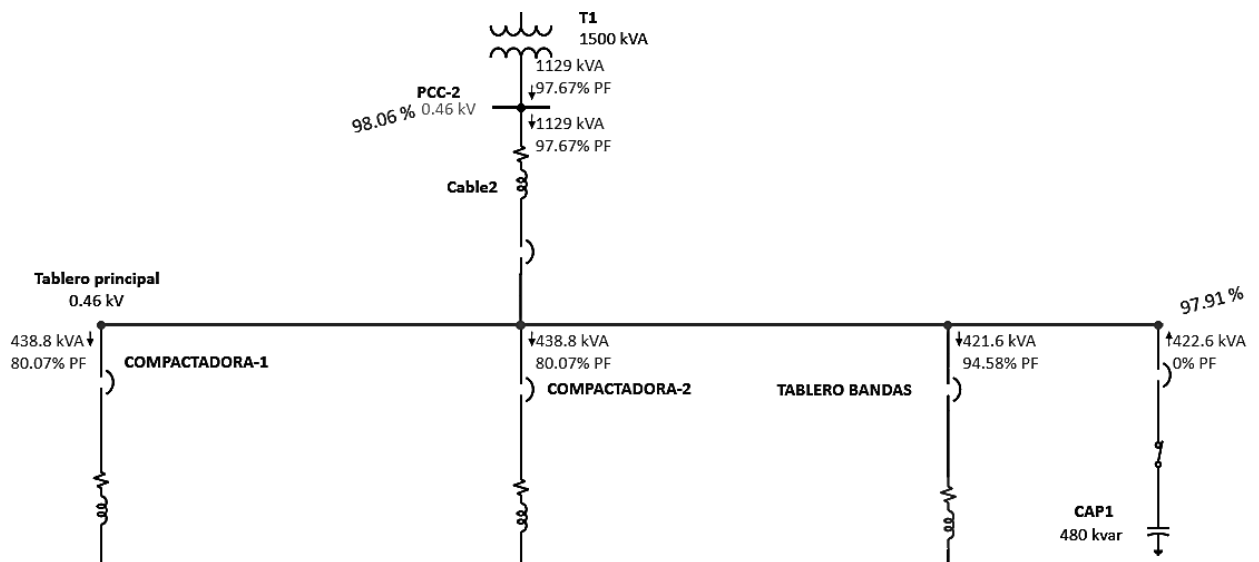 T1
1500 kVA
1129 kVA
97.67% PF
PCC-2
98.06 % 0.46 kV
1129 kVA
97.67% PF
Cable2
Tablero principal
0.46 kV
97.91 %
438.8 kVA
80.07% PF
COMPACTADORA-1
438.8 kVA
80.07% PF
COMPACTADORA-2
421.6 kVA
94.58% PF
TABLERO BANDAS
422.6 kVA
0% PF
CAP1
480 kvar